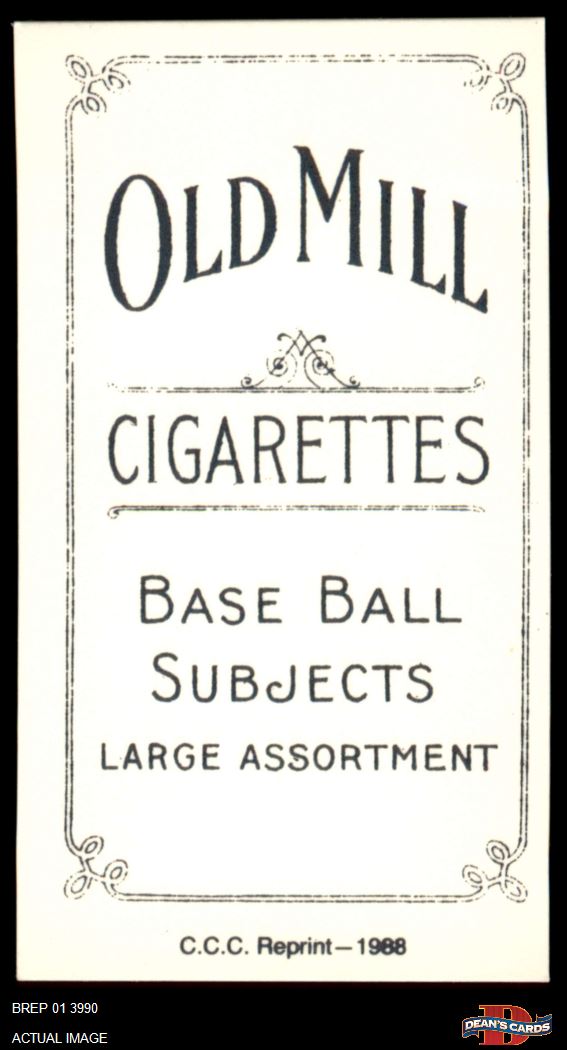 OLD MILL
CIGARETTES
BASE BALL
SUBJECTS
LARGE ASSORTMENT
C.C.C. Reprint – 1988
BREP 01 3990
ACTUAL IMAGE
D
DEAN'S CARDS